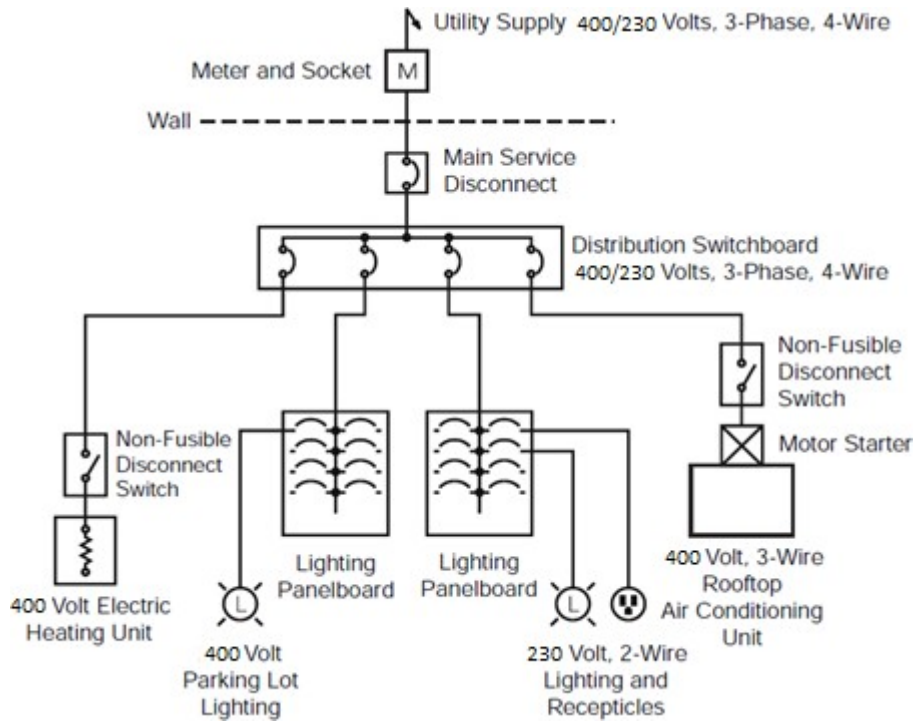 Utility Supply 400/230 Volts, 3-Phase, 4-Wire
Meter and Socket
M
Wall
Main Service
Disconnect
Distribution Switchboard
400/230 Volts, 3-Phase, 4-Wire
Non-Fusible
Disconnect
Switch
Motor Starter
Non-Fusible
Disconnect
Switch
Lighting
Panelboard
Lighting
Panelboard
400 Volt, 3-Wire
Rooftop
Air Conditioning
Unit
400 Volt Electric
Heating Unit
L
L
400 Volt
Parking Lot
Lighting
230 Volt, 2-Wire
Lighting and
Recepticles